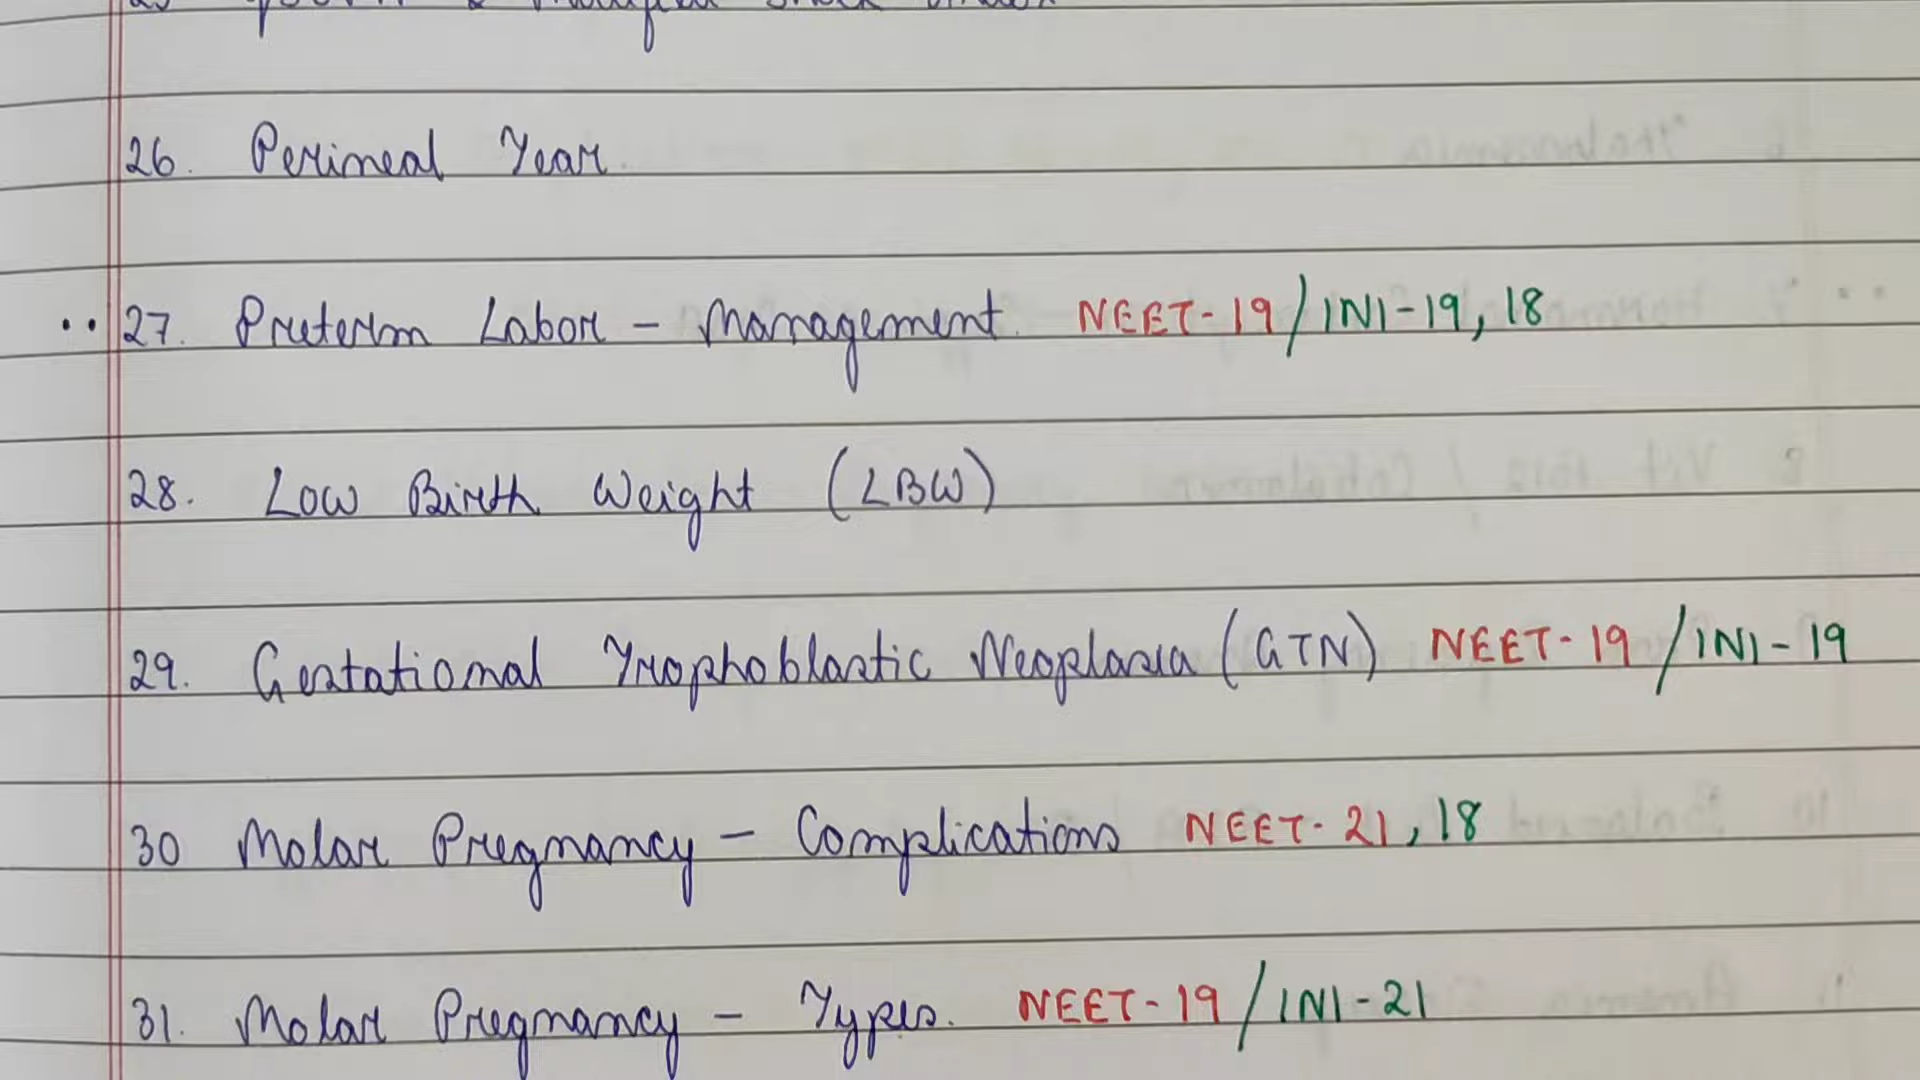 26. Perineal Tear.
•• 27. Preterm Labor - Management. NEET-19/INI-19, 18
28. Low Birth Weight (LBW)
29. Gestational Trophoblastic Neoplasia (GTN) NEET-19/INI-19
30 Molar Pregnancy - Complications NEET-21, 18
31. Molar Pregnancy - Types. NEET-19/INI-21